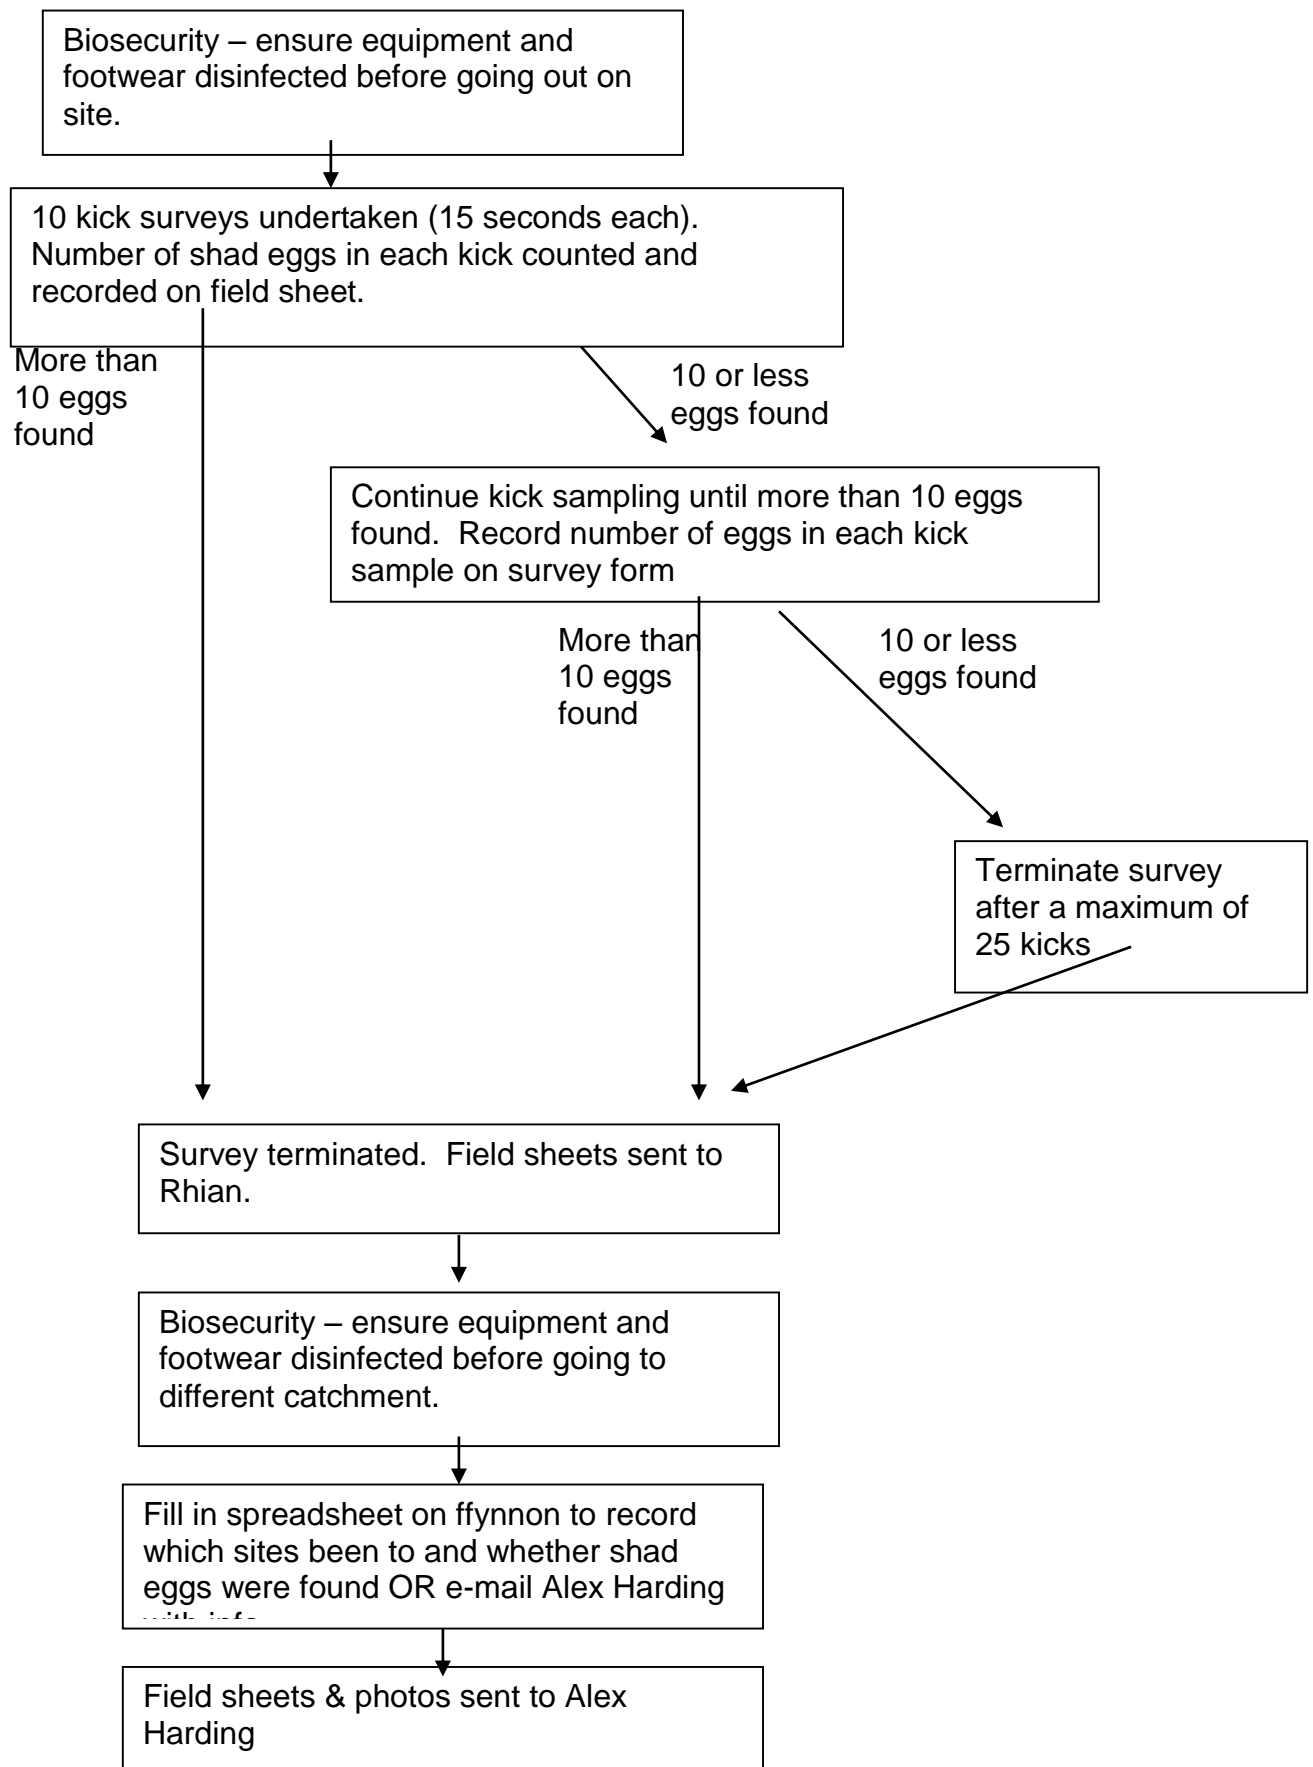 Biosecurity – ensure equipment and
footwear disinfected before going out on
site.
10 kick surveys undertaken (15 seconds each).
Number of shad eggs in each kick counted and
recorded on field sheet.
More than
10 eggs
found
10 or less
eggs found
Continue kick sampling until more than 10 eggs
found.  Record number of eggs in each kick
sample on survey form
More than
10 eggs
found
10 or less
eggs found
Terminate survey
after a maximum of
25 kicks
Survey terminated.  Field sheets sent to
Rhian.
Biosecurity – ensure equipment and
footwear disinfected before going to
different catchment.
Fill in spreadsheet on ffynnon to record
which sites been to and whether shad
eggs were found OR e-mail Alex Harding
with info
Field sheets & photos sent to Alex
Harding